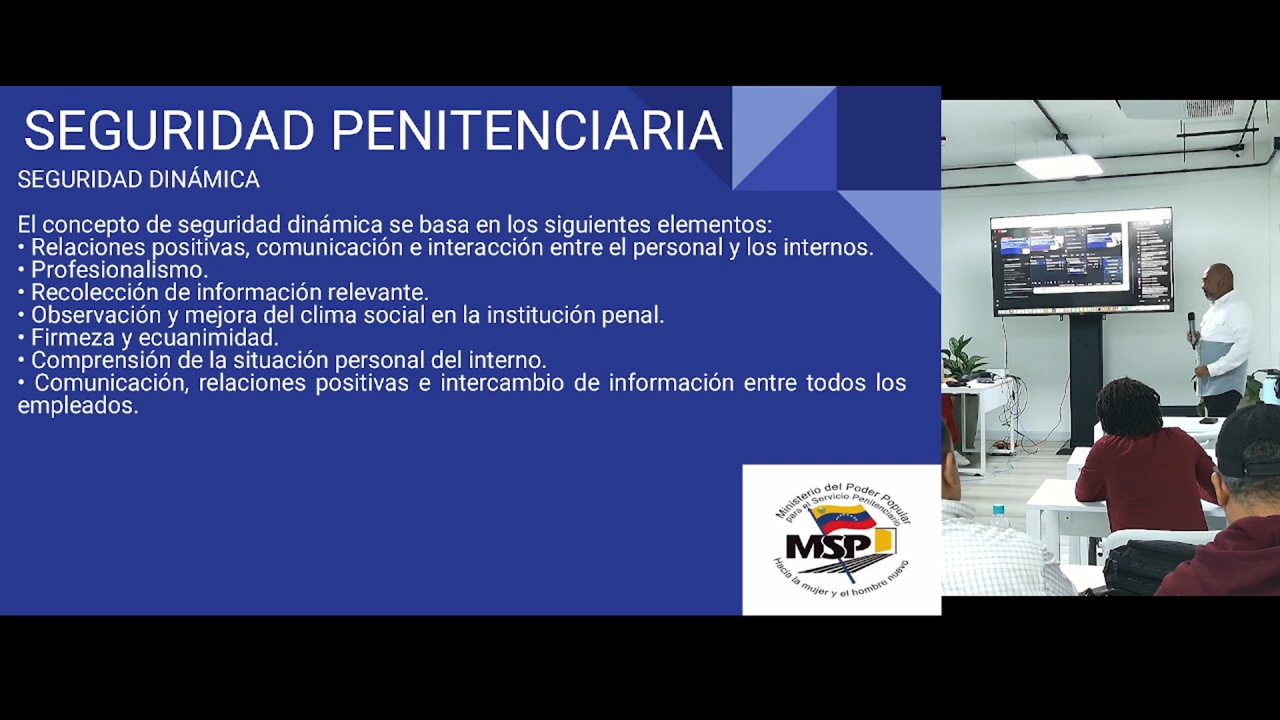 SEGURIDAD PENITENCIARIA
SEGURIDAD DINÁMICA
El concepto de seguridad dinámica se basa en los siguientes elementos:
• Relaciones positivas, comunicación e interacción entre el personal y los internos.
• Profesionalismo.
• Recolección de información relevante.
• Observación y mejora del clima social en la institución penal.
• Firmeza y ecuanimidad.
• Comprensión de la situación personal del interno.
• Comunicación, relaciones positivas e intercambio de información entre todos los
empleados.
Ministerio del Poder Popular
para el Servicio Penitenciario
MSP
Hacia la mujer y el hombre nuevo